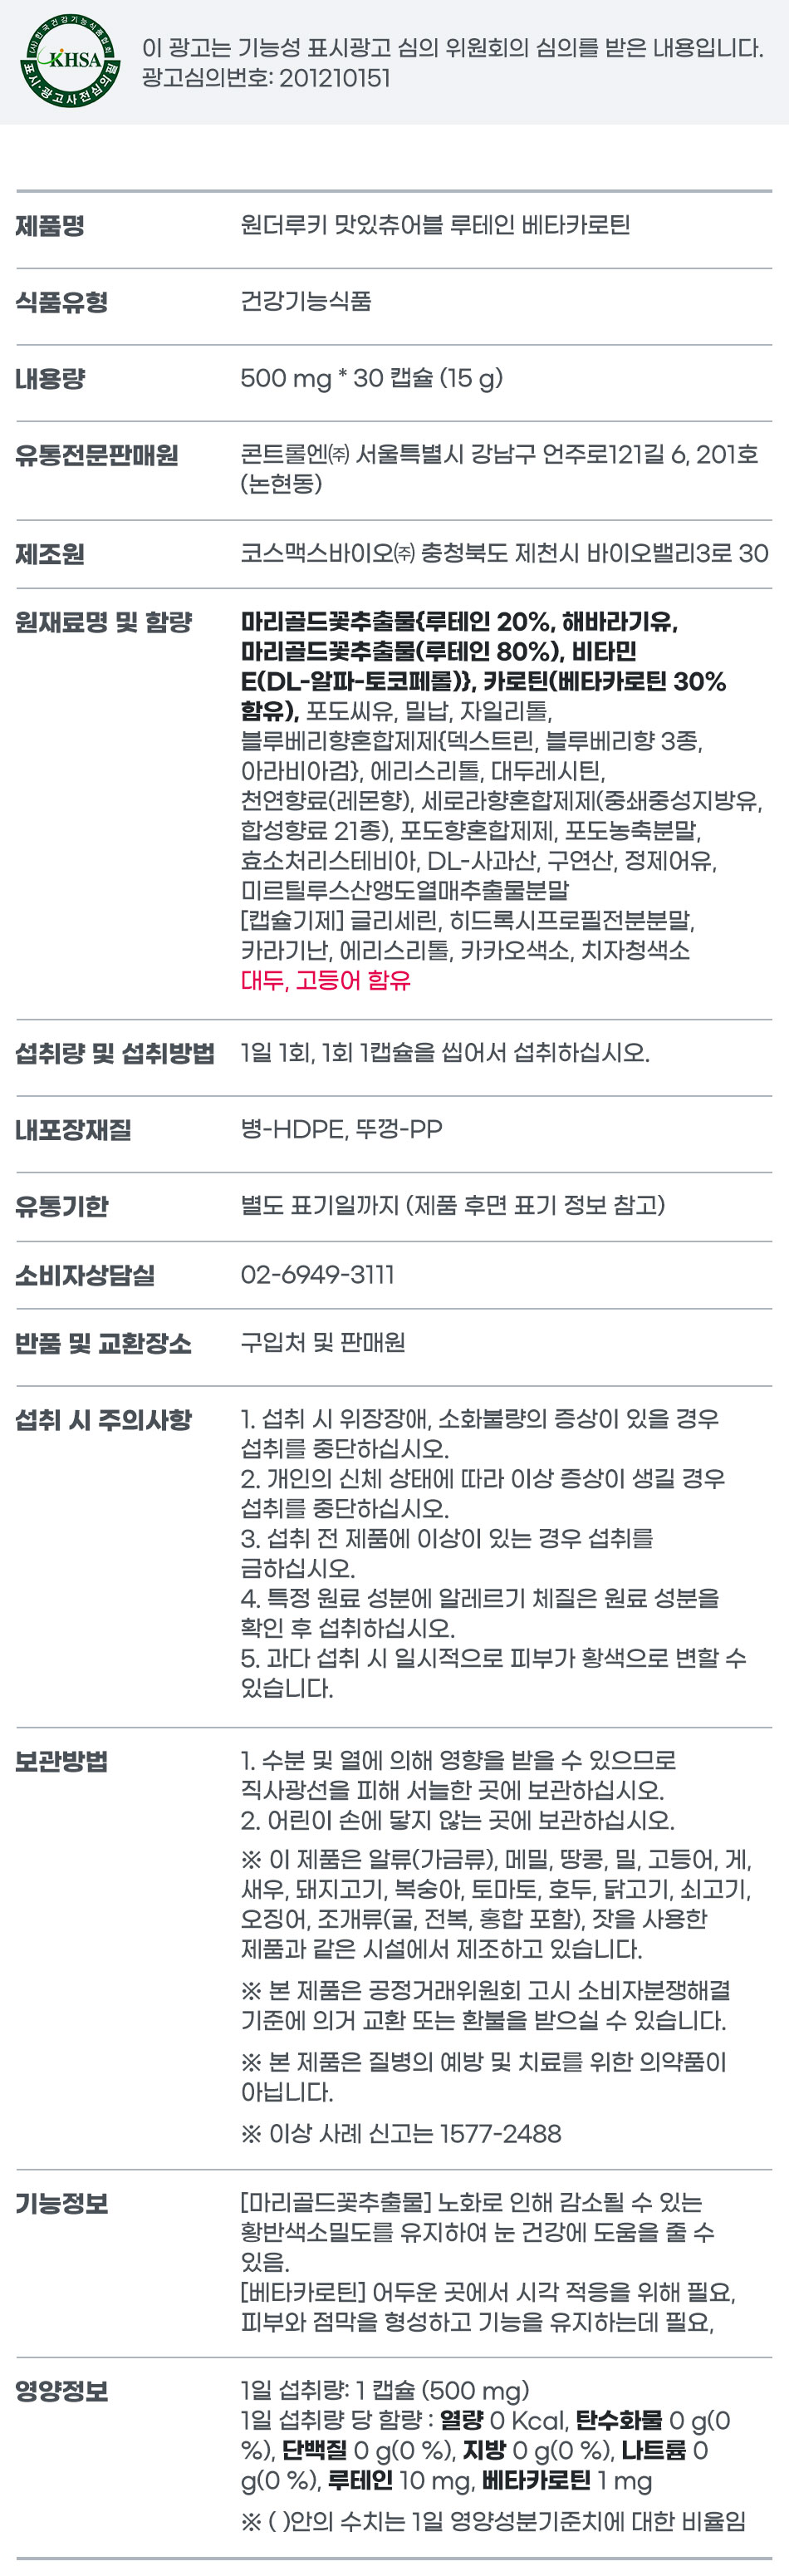 (사)한국건강기능식품협회
KHSA
표시·광고사전심의필
이 광고는 기능성 표시광고 심의 위원회의 심의를 받은 내용입니다.
광고심의번호: 201210151
제품명 원더루키 맛있츄어블 루테인 베타카로틴
식품유형 건강기능식품
내용량 500 mg * 30 캡슐 (15 g)
유통전문판매원 콘트롤엔㈜ 서울특별시 강남구 언주로121길 6, 201호
(논현동)
제조원 코스맥스바이오㈜ 충청북도 제천시 바이오밸리3로 30
원재료명 및 함량 마리골드꽃추출물{루테인 20%, 해바라기유,
마리골드꽃추출물(루테인 80%), 비타민
E(DL-알파-토코페롤)}, 카로틴(베타카로틴 30%
함유), 포도씨유, 밀납, 자일리톨,
블루베리향혼합제제{덱스트린, 블루베리향 3종,
아라비아검}, 에리스리톨, 대두레시틴,
천연향료(레몬향), 세로라향혼합제제(중쇄중성지방유,
합성향료 21종), 포도향혼합제제, 포도농축분말,
효소처리스테비아, DL-사과산, 구연산, 정제어유,
미르틸루스산앵도열매추출물분말
[캡슐기제] 글리세린, 히드록시프로필전분분말,
카라기난, 에리스리톨, 카카오색소, 치자청색소
대두, 고등어 함유
섭취량 및 섭취방법 1일 1회, 1회 1캡슐을 씹어서 섭취하십시오.
내포장재질 병-HDPE, 뚜껑-PP
유통기한 별도 표기일까지 (제품 후면 표기 정보 참고)
소비자상담실 02-6949-3111
반품 및 교환장소 구입처 및 판매원
섭취 시 주의사항 1. 섭취 시 위장장애, 소화불량의 증상이 있을 경우
섭취를 중단하십시오.
2. 개인의 신체 상태에 따라 이상 증상이 생길 경우
섭취를 중단하십시오.
3. 섭취 전 제품에 이상이 있는 경우 섭취를
금하십시오.
4. 특정 원료 성분에 알레르기 체질은 원료 성분을
확인 후 섭취하십시오.
5. 과다 섭취 시 일시적으로 피부가 황색으로 변할 수
있습니다.
보관방법 1. 수분 및 열에 의해 영향을 받을 수 있으므로
직사광선을 피해 서늘한 곳에 보관하십시오.
2. 어린이 손에 닿지 않는 곳에 보관하십시오.
※ 이 제품은 알류(가금류), 메밀, 땅콩, 밀, 고등어, 게,
새우, 돼지고기, 복숭아, 토마토, 호두, 닭고기, 쇠고기,
오징어, 조개류(굴, 전복, 홍합 포함), 잣을 사용한
제품과 같은 시설에서 제조하고 있습니다.
※ 본 제품은 공정거래위원회 고시 소비자분쟁해결
기준에 의거 교환 또는 환불을 받으실 수 있습니다.
※ 본 제품은 질병의 예방 및 치료를 위한 의약품이
아닙니다.
※ 이상 사례 신고는 1577-2488
기능정보 [마리골드꽃추출물] 노화로 인해 감소될 수 있는
황반색소밀도를 유지하여 눈 건강에 도움을 줄 수
있음.
[베타카로틴] 어두운 곳에서 시각 적응을 위해 필요,
피부와 점막을 형성하고 기능을 유지하는데 필요,
영양정보 1일 섭취량: 1 캡슐 (500 mg)
1일 섭취량 당 함량 : 열량 0 Kcal, 탄수화물 0 g(0
%), 단백질 0 g(0 %), 지방 0 g(0 %), 나트륨 0
g(0 %), 루테인 10 mg, 베타카로틴 1 mg
※ ( )안의 수치는 1일 영양성분기준치에 대한 비율임